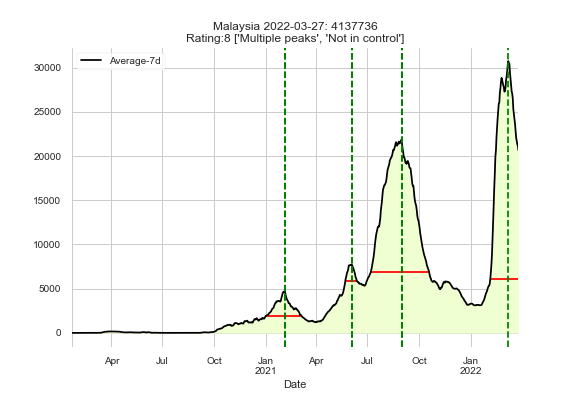 Malaysia 2022-03-27: 4137736
Rating:8 ['Multiple peaks', 'Not in control']
Average-7d
30000
25000
20000
15000
10000
5000
0
Apr Jul Oct Jan Apr Jul Oct Jan
2021 2022
Date